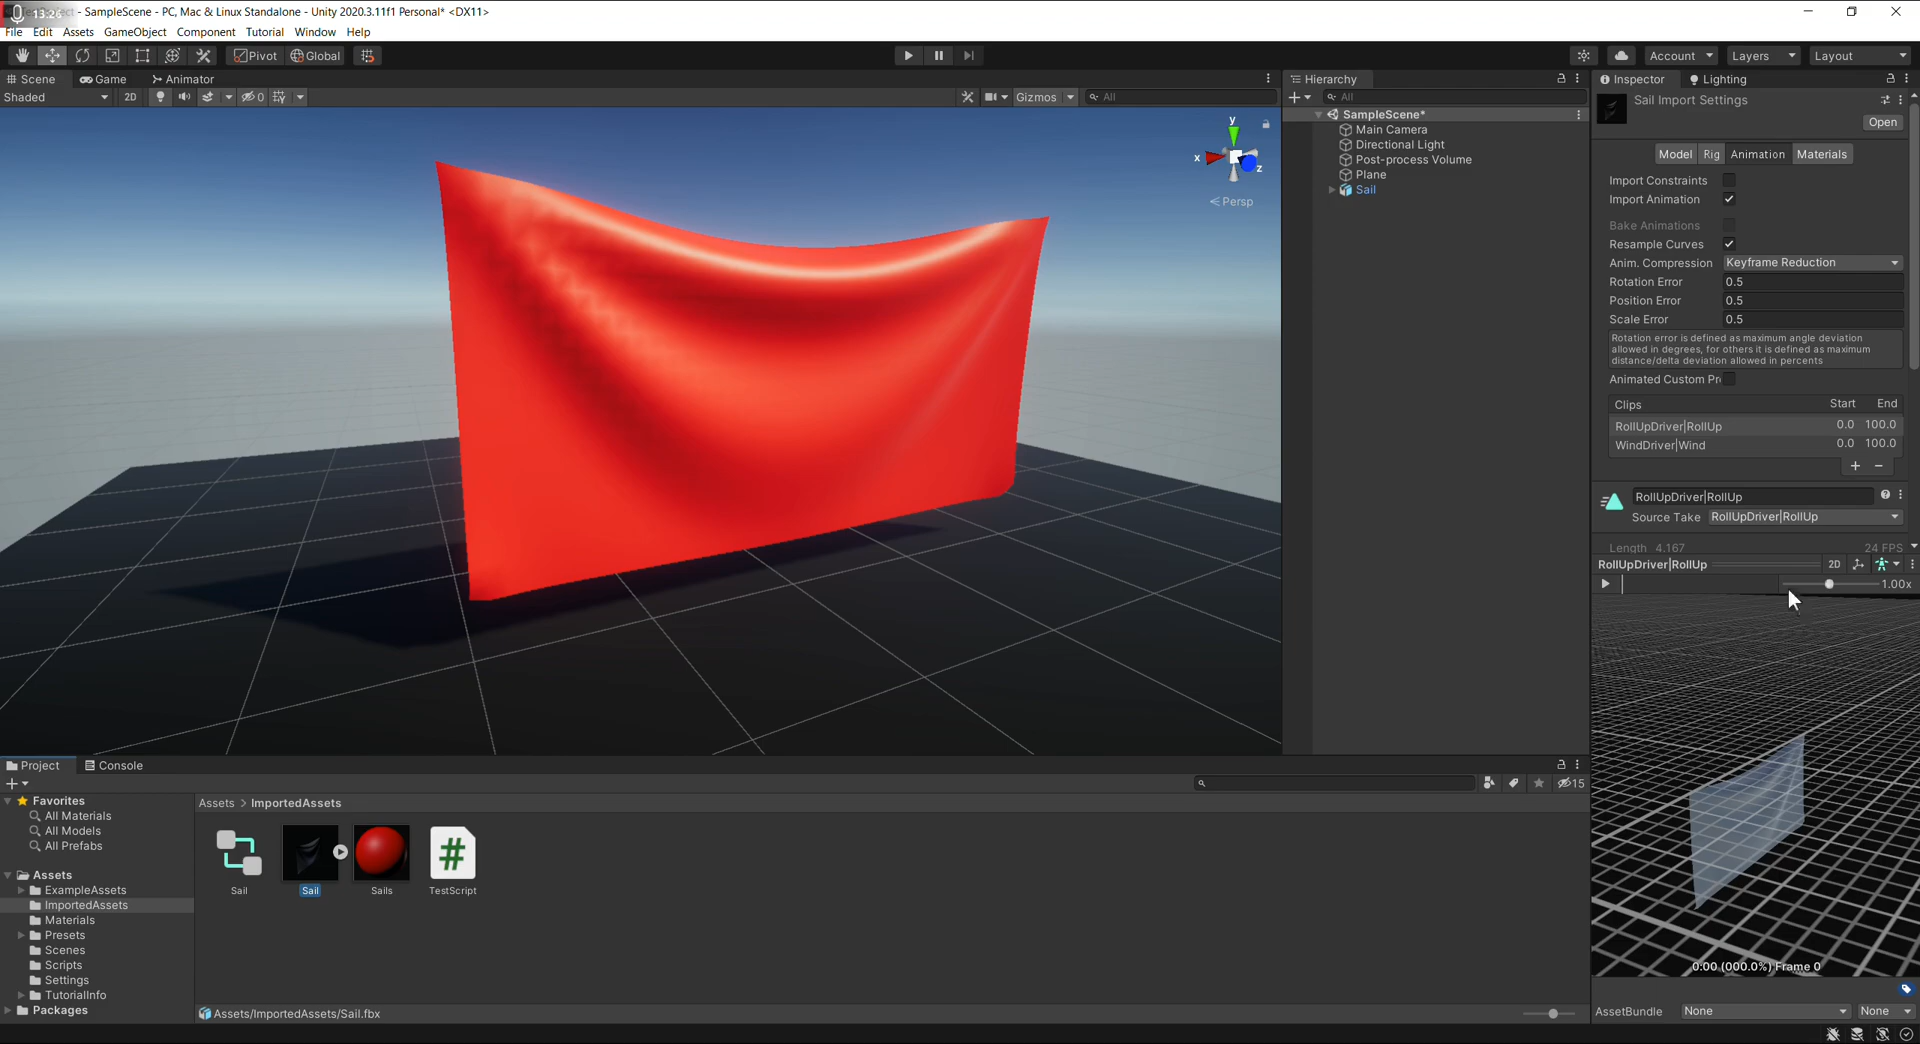 13:26 - SampleScene - PC, Mac & Linux Standalone - Unity 2020.3.11f1 Personal* <DX11>
File Edit Assets GameObject Component Tutorial Window Help
Pivot Global Account Layers Layout
Scene Game Animator
Shaded 2D 0 Gizmos All
y
x
z
Persp
Hierarchy
All
SampleScene*
Main Camera
Directional Light
Post-process Volume
Plane
Sail
Inspector Lighting
Sail Import Settings
Open
Model Rig Animation Materials
Import Constraints
Import Animation
Bake Animations
Resample Curves
Anim. Compression Keyframe Reduction
Rotation Error 0.5
Position Error 0.5
Scale Error 0.5
Rotation error is defined as maximum angle deviation
allowed in degrees, for others it is defined as maximum
distance/delta deviation allowed in percents
Animated Custom Pr
Clips Start End
RollUpDriver|RollUp 0.0 100.0
WindDriver|Wind 0.0 100.0
+ −
RollUpDriver|RollUp
Source Take RollUpDriver|RollUp
Length 4.167 24 FPS
RollUpDriver|RollUp 2D
1.00x
0:00 (000.0%) Frame 0
AssetBundle None None
Project Console
15
Favorites
All Materials
All Models
All Prefabs
Assets
ExampleAssets
ImportedAssets
Materials
Presets
Scenes
Scripts
Settings
TutorialInfo
Packages
Assets > ImportedAssets
#
Sail Sail Sails TestScript
Assets/ImportedAssets/Sail.fbx